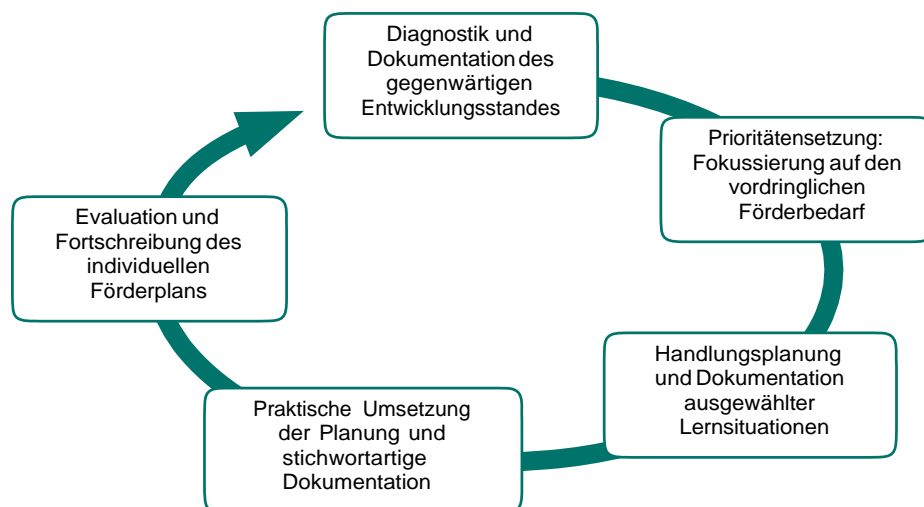 Diagnostik und
Dokumentation des
gegenwärtigen
Entwicklungsstandes
Prioritätensetzung:
Fokussierung auf den
vordringlichen
Förderbedarf
Handlungsplanung
und Dokumentation
ausgewählter
Lernsituationen
Praktische Umsetzung
der Planung und
stichwortartige
Dokumentation
Evaluation und
Fortschreibung des
individuellen
Förderplans